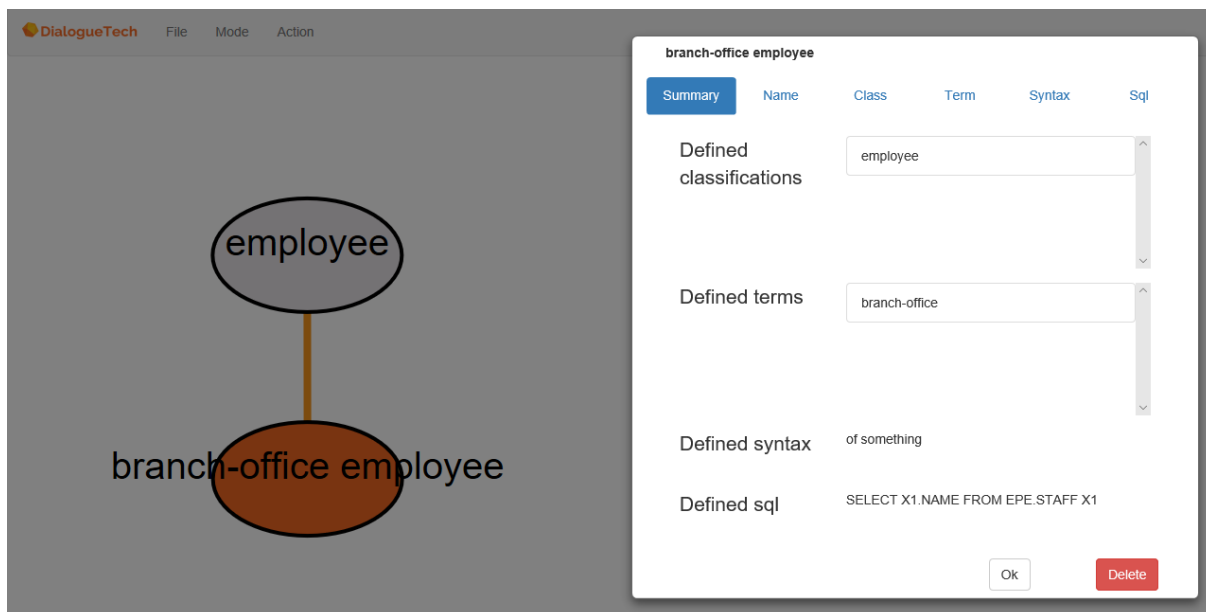 DialogueTech File Mode Action
employee
branch-office employee
branch-office employee
Summary Name Class Term Syntax Sql
Defined
classifications
employee
Defined terms
branch-office
Defined syntax
of something
Defined sql
SELECT X1.NAME FROM EPE.STAFF X1
Ok Delete